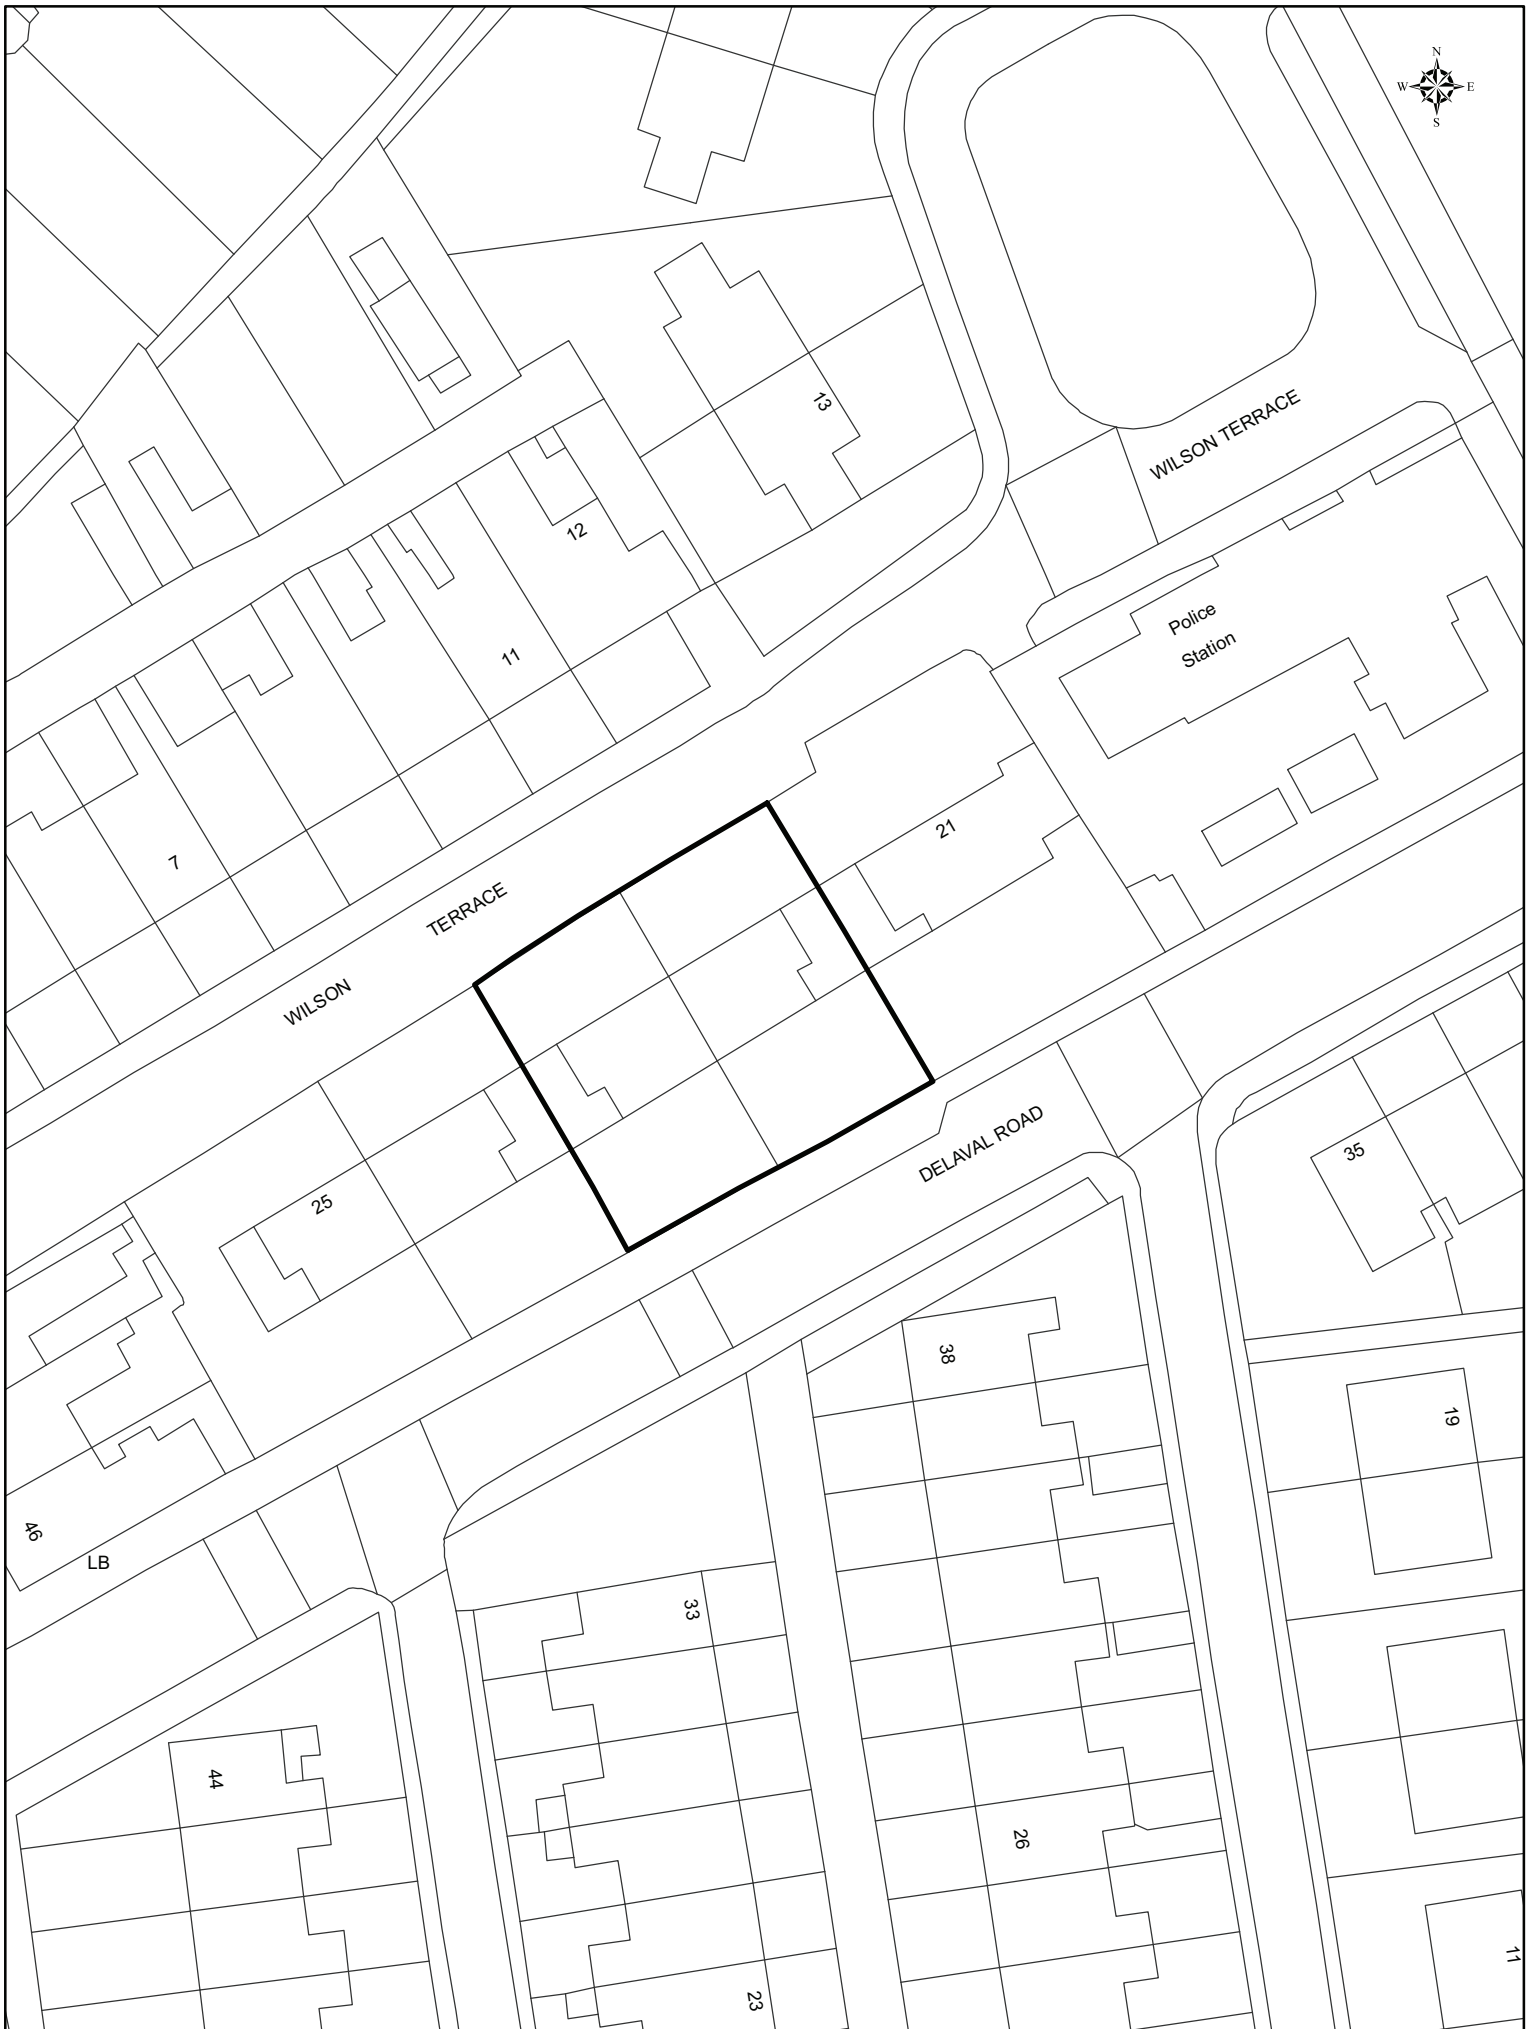 N
W E
S
13
WILSON TERRACE
12
Police
Station
11
7
21
TERRACE
WILSON
DELAVAL ROAD
35
25
38
19
46
LB
33
44
26
11
23